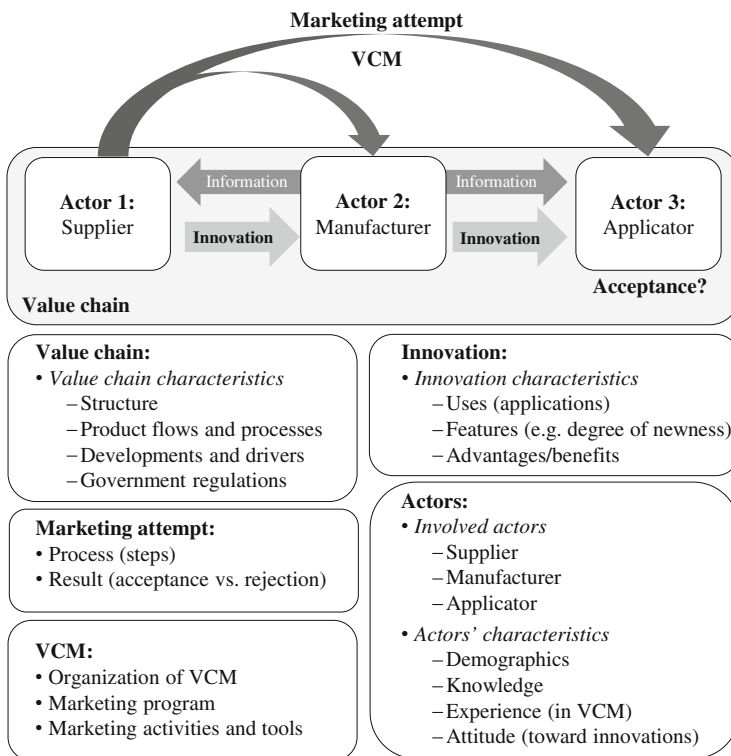 Marketing attempt
VCM
Actor 1:
Supplier
Information
Innovation
Actor 2:
Manufacturer
Information
Innovation
Actor 3:
Applicator
Acceptance?
Value chain
Value chain:
• Value chain characteristics
– Structure
– Product flows and processes
– Developments and drivers
– Government regulations
Marketing attempt:
• Process (steps)
• Result (acceptance vs. rejection)
VCM:
• Organization of VCM
• Marketing program
• Marketing activities and tools
Innovation:
• Innovation characteristics
– Uses (applications)
– Features (e.g. degree of newness)
– Advantages/benefits
Actors:
• Involved actors
– Supplier
– Manufacturer
– Applicator
• Actors’ characteristics
– Demographics
– Knowledge
– Experience (in VCM)
– Attitude (toward innovations)